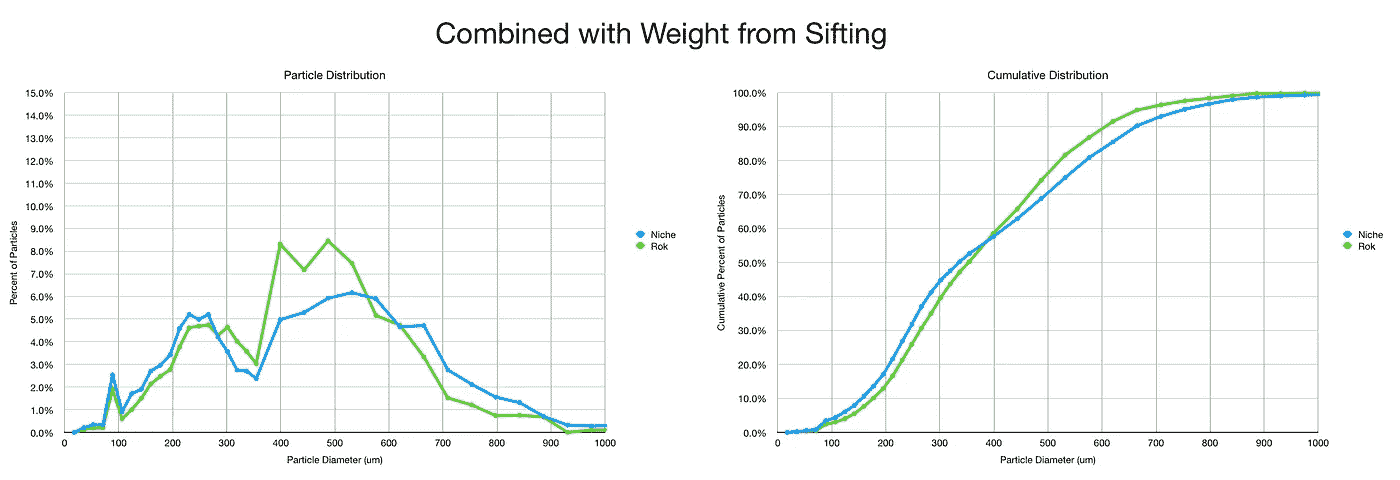 Combined with Weight from Sifting
Particle Distribution
15.0%
14.0%
13.0%
12.0%
11.0%
10.0%
9.0%
8.0%
7.0%
6.0%
5.0%
4.0%
3.0%
2.0%
1.0%
0.0%
Percent of Particles
0 100 200 300 400 500 600 700 800 900 1000
Particle Diameter (um)
Niche
Rok
Cumulative Distribution
100.0%
90.0%
80.0%
70.0%
60.0%
50.0%
40.0%
30.0%
20.0%
10.0%
0.0%
Cumulative Percent of Particles
0 100 200 300 400 500 600 700 800 900 1000
Particle Diameter (um)
Niche
Rok